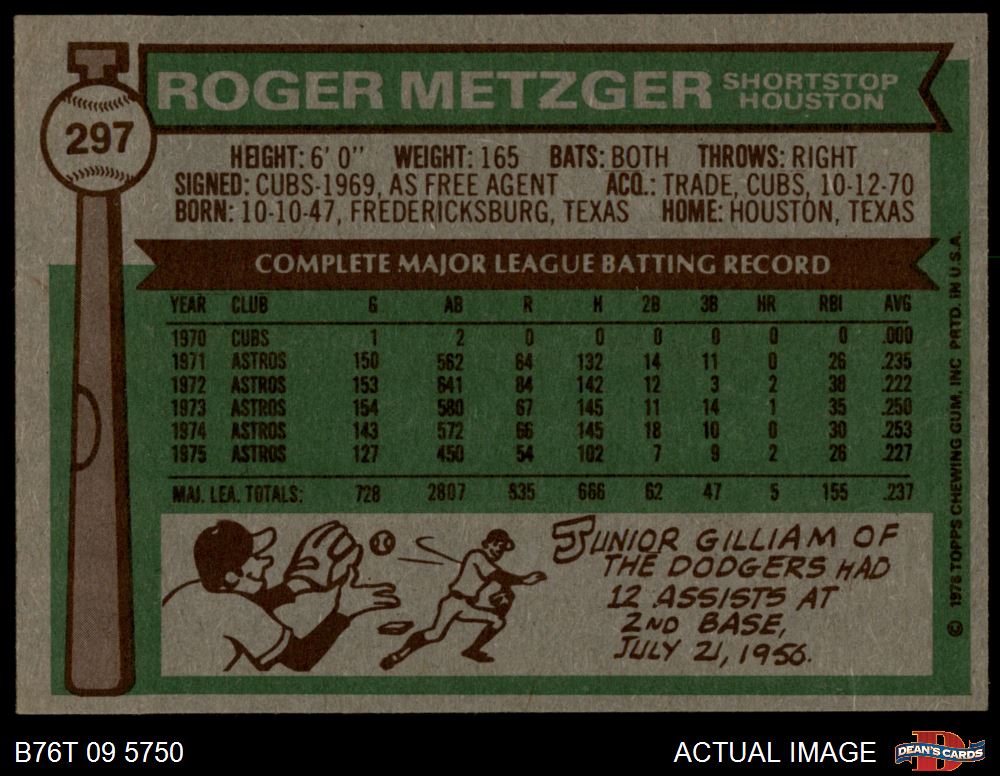 297
ROGER METZGER SHORTSTOP
HOUSTON
HEIGHT: 6' 0" WEIGHT: 165 BATS: BOTH THROWS: RIGHT
SIGNED: CUBS-1969, AS FREE AGENT ACQ.: TRADE, CUBS, 10-12-70
BORN: 10-10-47, FREDERICKSBURG, TEXAS HOME: HOUSTON, TEXAS
COMPLETE MAJOR LEAGUE BATTING RECORD
YEAR CLUB G AB R H 2B 3B HR RBI AVG
1970 CUBS 1 2 0 0 0 0 0 0 .000
1971 ASTROS 150 562 64 132 14 11 0 26 .235
1972 ASTROS 153 641 84 142 12 3 2 38 .222
1973 ASTROS 154 580 67 145 11 14 1 35 .250
1974 ASTROS 143 572 66 145 18 10 0 30 .253
1975 ASTROS 127 450 54 102 7 9 2 26 .227
MAJ. LEA. TOTALS: 728 2807 335 666 62 47 5 155 .237
JUNIOR GILLIAM OF
THE DODGERS HAD
12 ASSISTS AT
2ND BASE,
JULY 21, 1956.
© 1976 TOPPS CHEWING GUM, INC. PRTD. IN U.S.A.
B76T 09 5750
ACTUAL IMAGE
DEAN'S CARDS